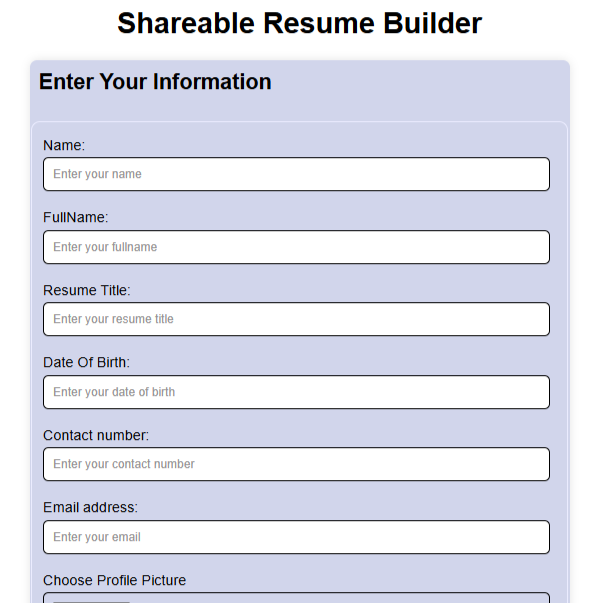 Shareable Resume Builder
Enter Your Information
Name:
Enter your name
FullName:
Enter your fullname
Resume Title:
Enter your resume title
Date Of Birth:
Enter your date of birth
Contact number:
Enter your contact number
Email address:
Enter your email
Choose Profile Picture